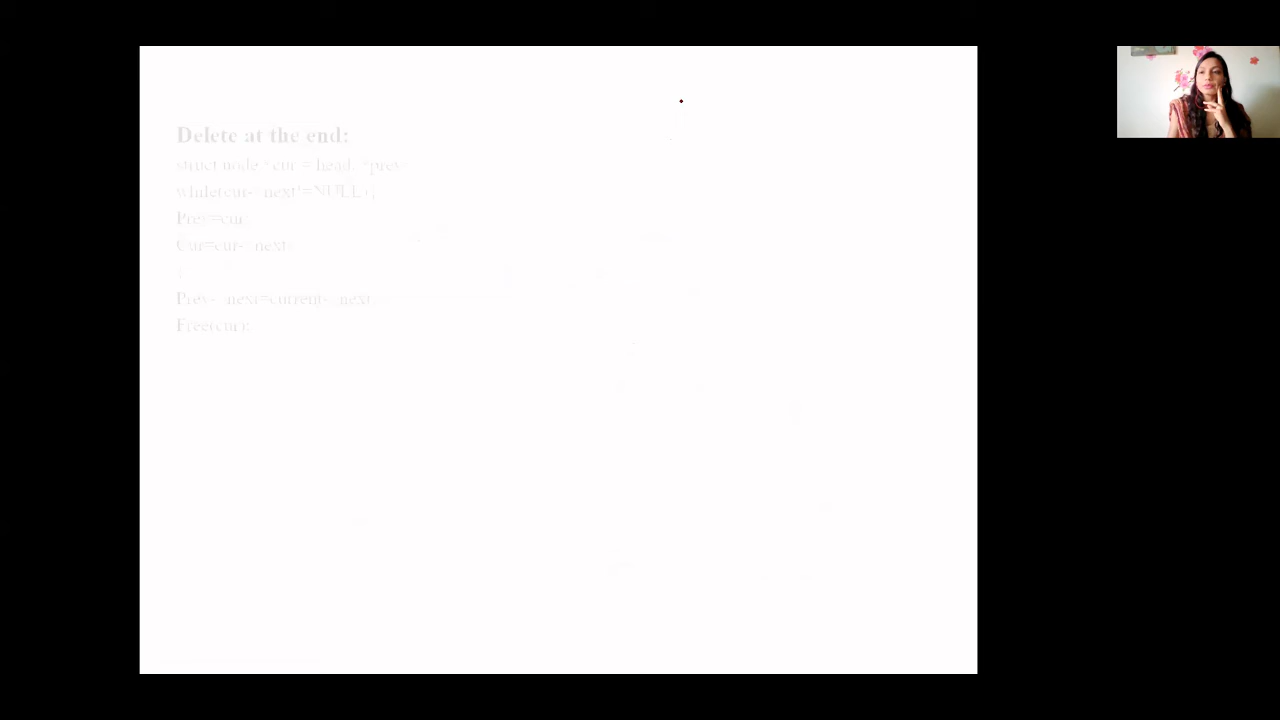 Delete at the end:
struct node *cur = head, *prev;
while(cur->next!=NULL){
Prev=cur;
Cur=cur->next;
}
Prev->next=current->next;
Free(cur);